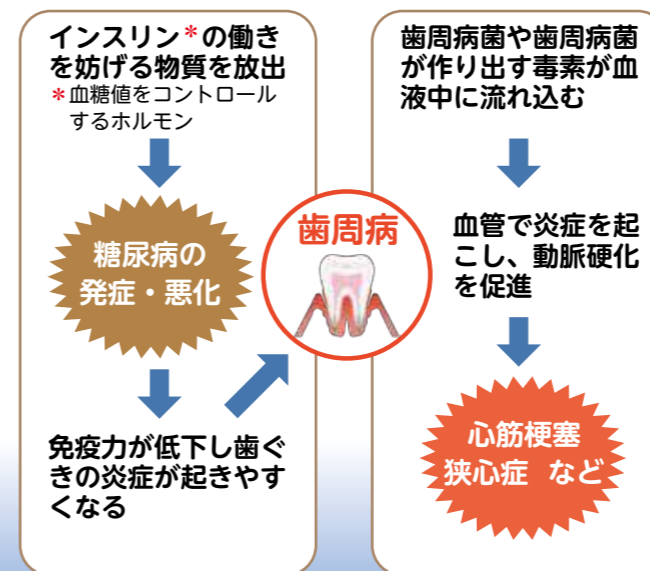 インスリン*の働き
を妨げる物質を放出
*血糖値をコントロール
するホルモン
糖尿病の
発症・悪化
免疫力が低下し歯ぐ
きの炎症が起きやす
くなる
歯周病
歯周病菌や歯周病菌
が作り出す毒素が血
液中に流れ込む
血管で炎症を起
こし、動脈硬化
を促進
心筋梗塞
狭心症 など